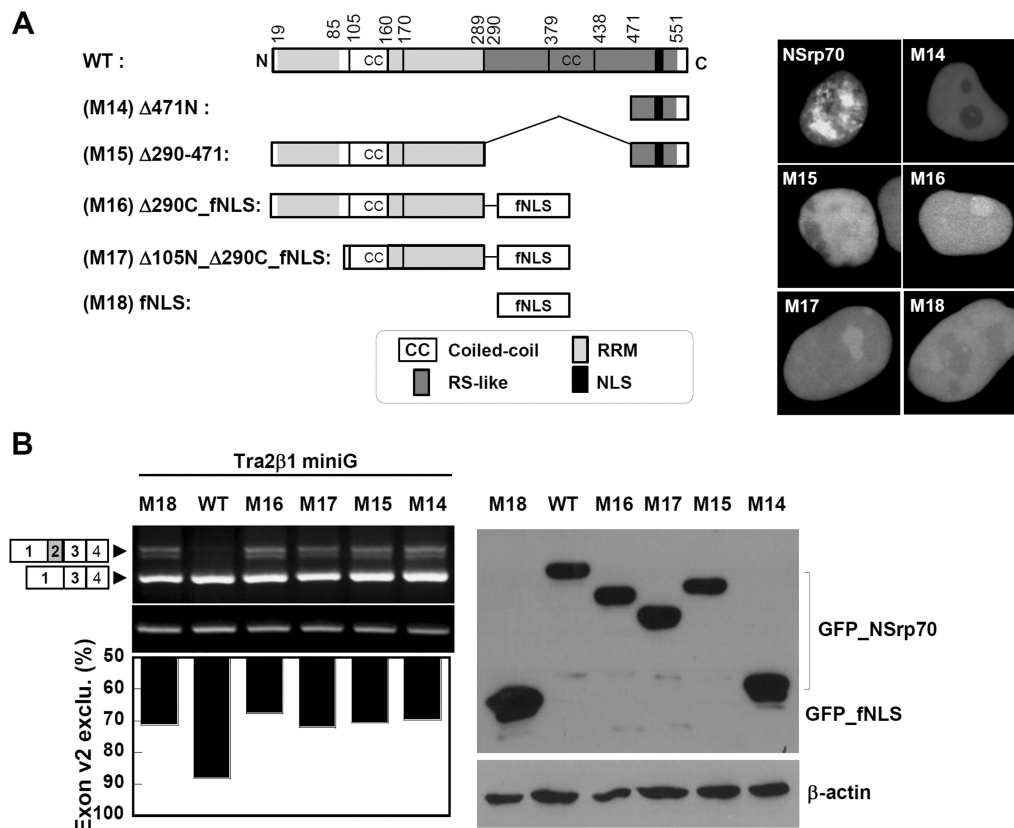 A
19 85 105 160 170 289 290 379 438 471 551
WT : N CC CC C
(M14) Δ471N :
(M15) Δ290-471: CC
(M16) Δ290C_fNLS: CC fNLS
(M17) Δ105N_Δ290C_fNLS: CC fNLS
(M18) fNLS: fNLS
CC Coiled-coil RRM
RS-like NLS
NSrp70 M14
M15 M16
M17 M18
B
Tra2β1 miniG
M18 WT M16 M17 M15 M14
1 2 3 4
1 3 4
Exon v2 exclu. (%)
50
60
70
80
90
100
M18 WT M16 M17 M15 M14
GFP_NSrp70
GFP_fNLS
β-actin